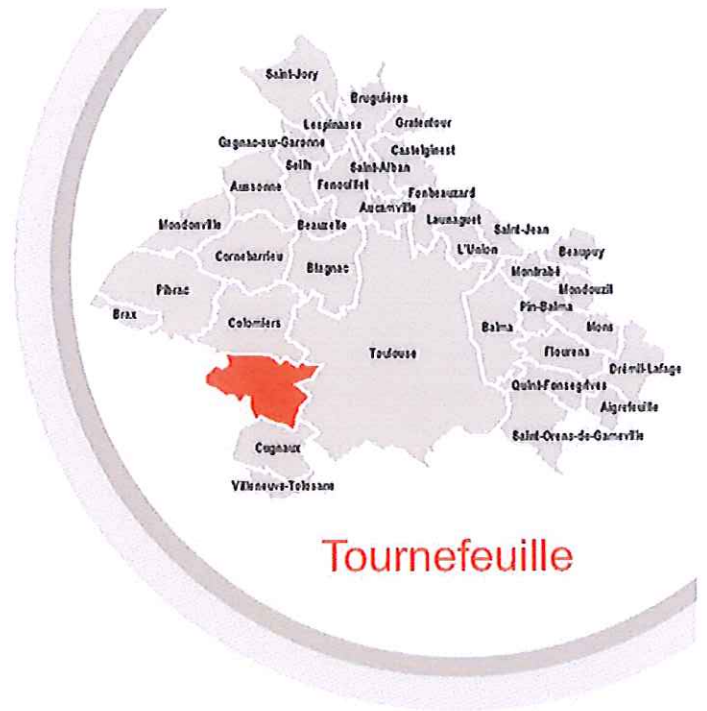 Saint-Jory
Bruguières
Lespinasse
Gratentour
Gagnac-sur-Garonne
Castelginest
Seilh
Saint-Alban
Aussonne
Fenouillet
Fonbeauzard
Aucamville
Mondonville
Beauzelle
Launaguet
Saint-Jean
L'Union
Beaupuy
Cornebarrieu
Blagnac
Montrabé
Mondouzil
Pibrac
Pin-Balma
Brax
Colomiers
Balma
Mons
Toulouse
Flourens
Drémil-Lafage
Quint-Fonsegrives
Aigrefeuille
Saint-Orens-de-Gameville
Cugnaux
Villeneuve-Tolosane
Tournefeuille